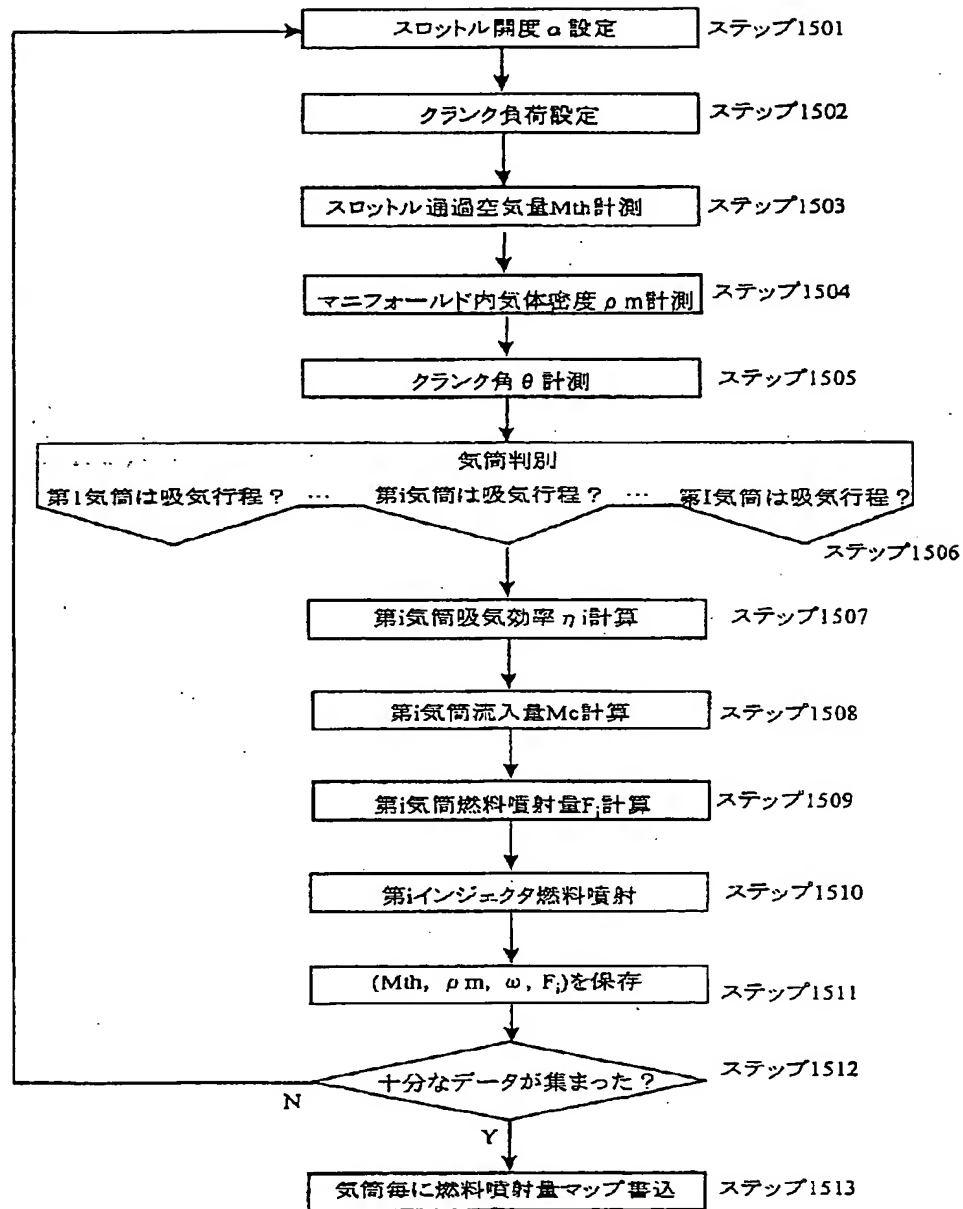 スロットル開度α設定 ステップ1501
クランク負荷設定 ステップ1502
スロットル通過空気量Mth計測 ステップ1503
マニフォールド内気体密度ρm計測 ステップ1504
クランク角θ計測 ステップ1505
気筒判別
第1気筒は吸気行程? … 第i気筒は吸気行程? … 第I気筒は吸気行程?
ステップ1506
第i気筒吸気効率ηi計算 ステップ1507
第i気筒流入量Mc計算 ステップ1508
第i気筒燃料噴射量Fi計算 ステップ1509
第iインジェクタ燃料噴射 ステップ1510
(Mth, ρm, ω, Fi)を保存 ステップ1511
十分なデータが集まった? ステップ1512
N
Y
気筒毎に燃料噴射量マップ書込 ステップ1513